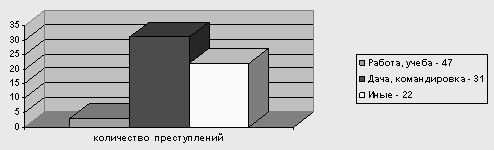 35
30
25
20
15
10
5
0
количество преступлений
Работа, учеба - 47
Дача, командировка - 31
Иные - 22